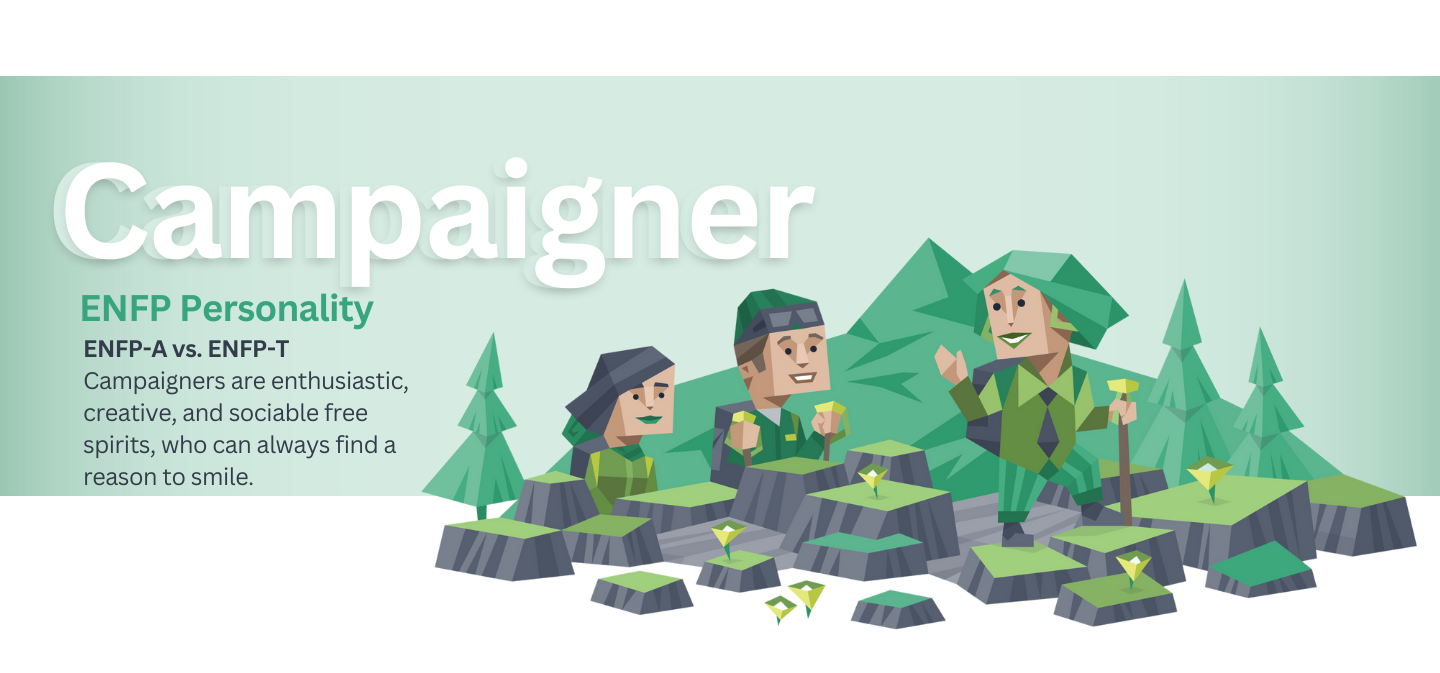 Campaigner
ENFP Personality
ENFP-A vs. ENFP-T
Campaigners are enthusiastic,
creative, and sociable free
spirits, who can always find a
reason to smile.